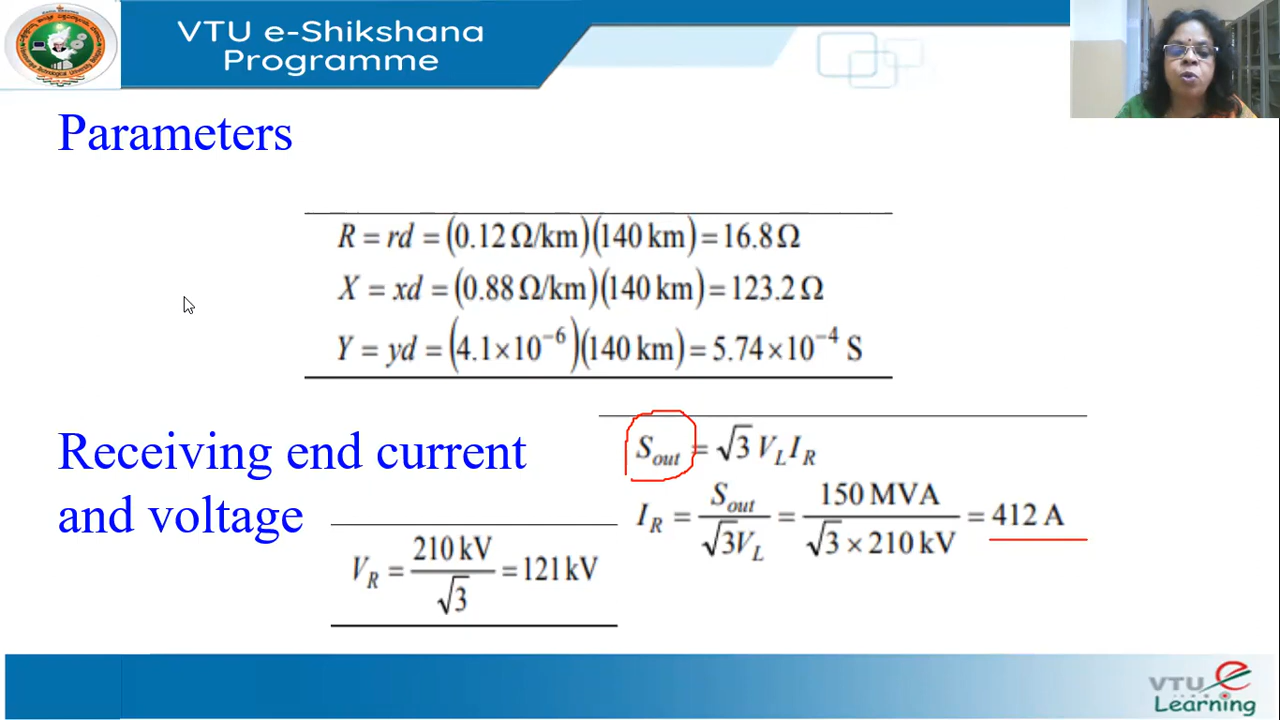 VTU e-Shikshana
Programme
Parameters
R = rd = (0.12 Ω/km)(140 km) = 16.8 Ω
X = xd = (0.88 Ω/km)(140 km) = 123.2 Ω
Y = yd = (4.1×10⁻⁶)(140 km) = 5.74×10⁻⁴ S
Receiving end current
and voltage
V_R = 210 kV / √3 = 121 kV
S_out = √3 V_L I_R
I_R = S_out / √3 V_L = 150 MVA / √3 × 210 kV = 412 A
VTU e
Learning